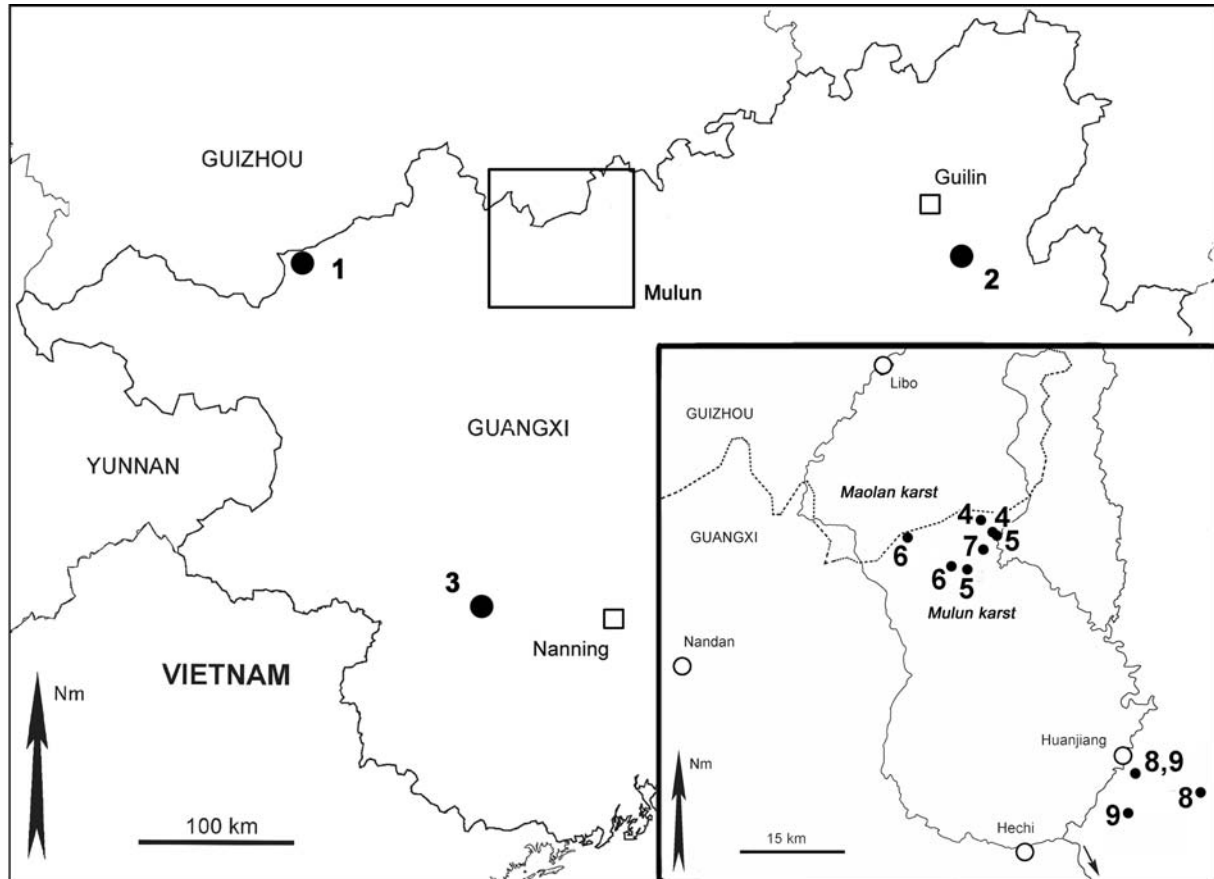 GUIZHOU
Guilin
1
2
Mulun
GUANGXI
YUNNAN
3
Nanning
VIETNAM
Nm
100 km
Libo
GUIZHOU
Maolan karst
GUANGXI
4
4
5
7
6
6
5
Mulun karst
Nandan
Huanjiang
8,9
Nm
8
9
Hechi
15 km